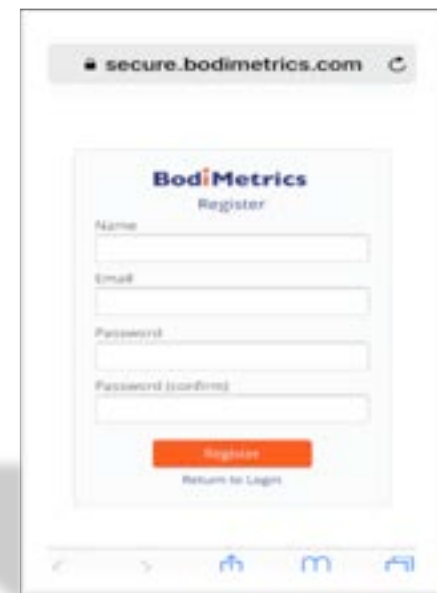 secure.bodimetrics.com
BodiMetrics
Register
Name
Email
Password
Password (confirm)
Register
Return to Login